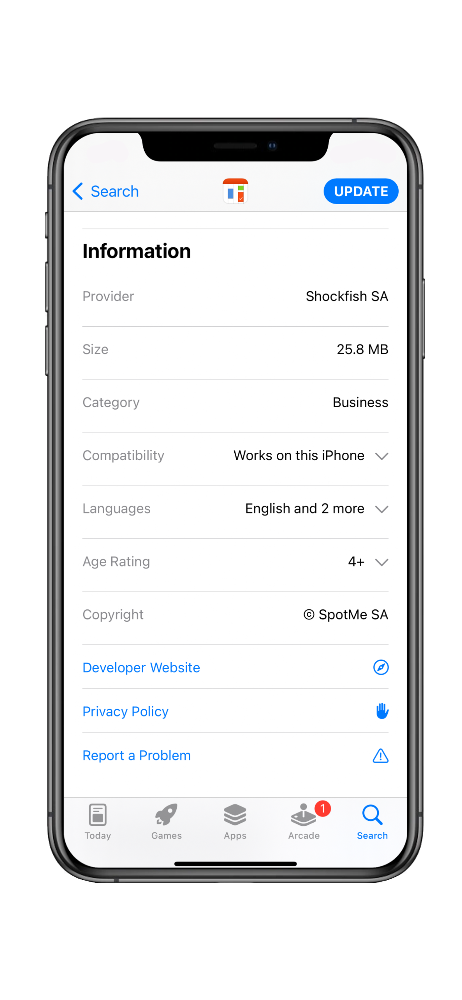 Search
UPDATE
Information
Provider Shockfish SA
Size 25.8 MB
Category Business
Compatibility Works on this iPhone
Languages English and 2 more
Age Rating 4+
Copyright © SpotMe SA
Developer Website
Privacy Policy
Report a Problem
1
Today Games Apps Arcade Search